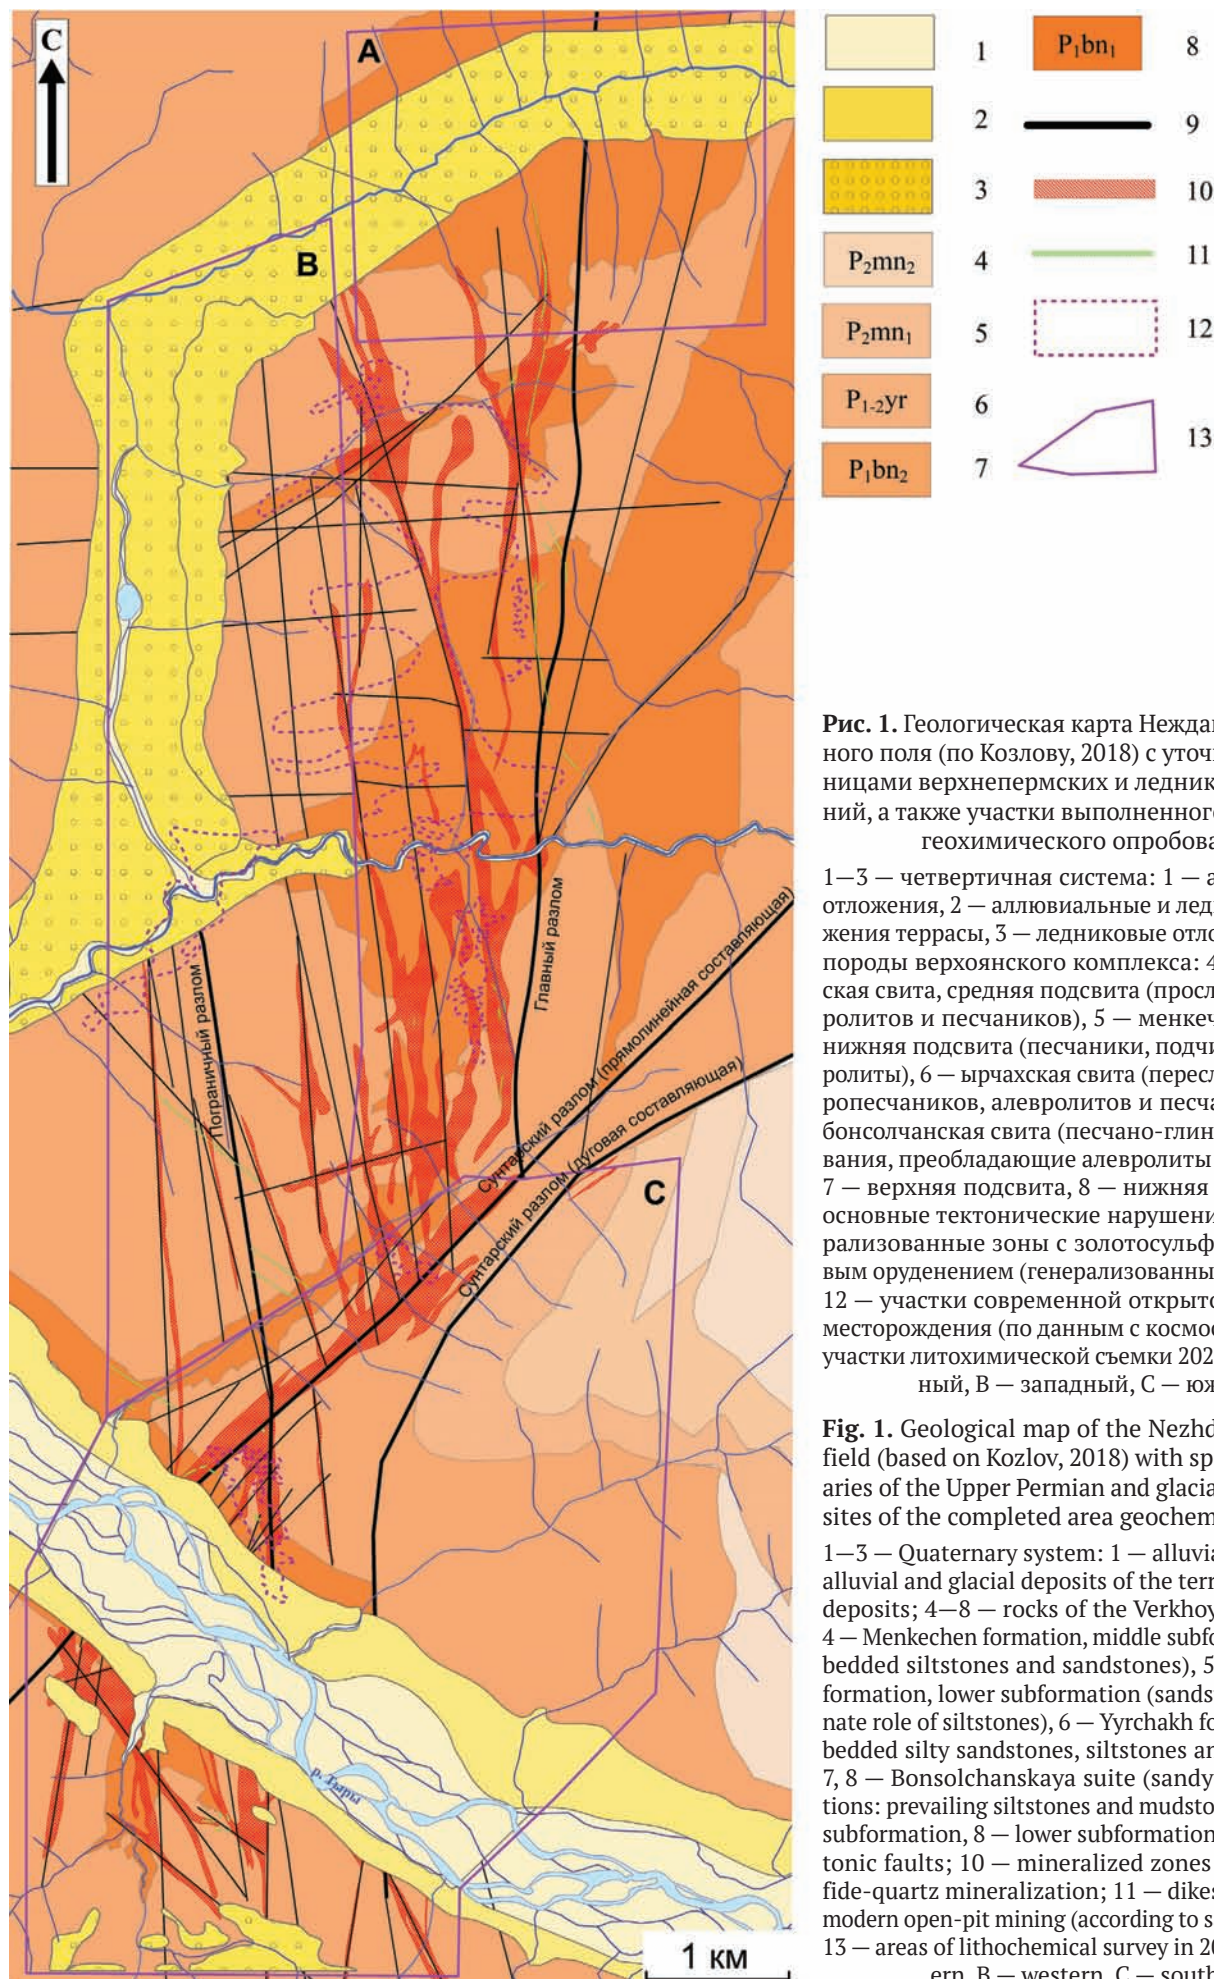 С
A
B
C
Главный разлом
Пограничный разлом
Сунтарский разлом (прямолинейная составляющая)
Сунтарский разлом (дуговая составляющая)
р. Тыры
1 км
1
2
3
P₂mn₂ 4
P₂mn₁ 5
P₁₋₂yr 6
P₁bn₂ 7
P₁bn₁ 8
9
10
11
12
13
Рис. 1. Геологическая карта Неждан
ного поля (по Козлову, 2018) с уточ
ницами верхнепермских и ледник
ний, а также участки выполненного
геохимического опробова
1—3 — четвертичная система: 1 — а
отложения, 2 — аллювиальные и лед
жения террасы, 3 — ледниковые отло
породы верхоянского комплекса: 4
ская свита, средняя подсвита (просл
ролитов и песчаников), 5 — менкеч
нижняя подсвита (песчаники, подчи
ролиты), 6 — ырчахская свита (пересл
ропесчаников, алевролитов и песча
бонсолчанская свита (песчано-глин
вания, преобладающие алевролиты
7 — верхняя подсвита, 8 — нижняя
основные тектонические нарушени
рализованные зоны с золотосульф
вым оруденением (генерализованны
12 — участки современной открыто
месторождения (по данным с космос
участки литохимической съемки 202
ный, B — западный, C — юж
Fig. 1. Geological map of the Nezhd
field (based on Kozlov, 2018) with sp
aries of the Upper Permian and glacia
sites of the completed area geochem
1—3 — Quaternary system: 1 — alluvia
alluvial and glacial deposits of the terr
deposits; 4—8 — rocks of the Verkhoy
4 — Menkechen formation, middle subfo
bedded siltstones and sandstones), 5
formation, lower subformation (sands
nate role of siltstones), 6 — Yyrchakh fo
bedded silty sandstones, siltstones an
7, 8 — Bonsolchanskaya suite (sandy
tions: prevailing siltstones and mudsto
subformation, 8 — lower subformation
tonic faults; 10 — mineralized zones
fide-quartz mineralization; 11 — dikes
modern open-pit mining (according to s
13 — areas of lithochemical survey in 20
ern, B — western, C — south